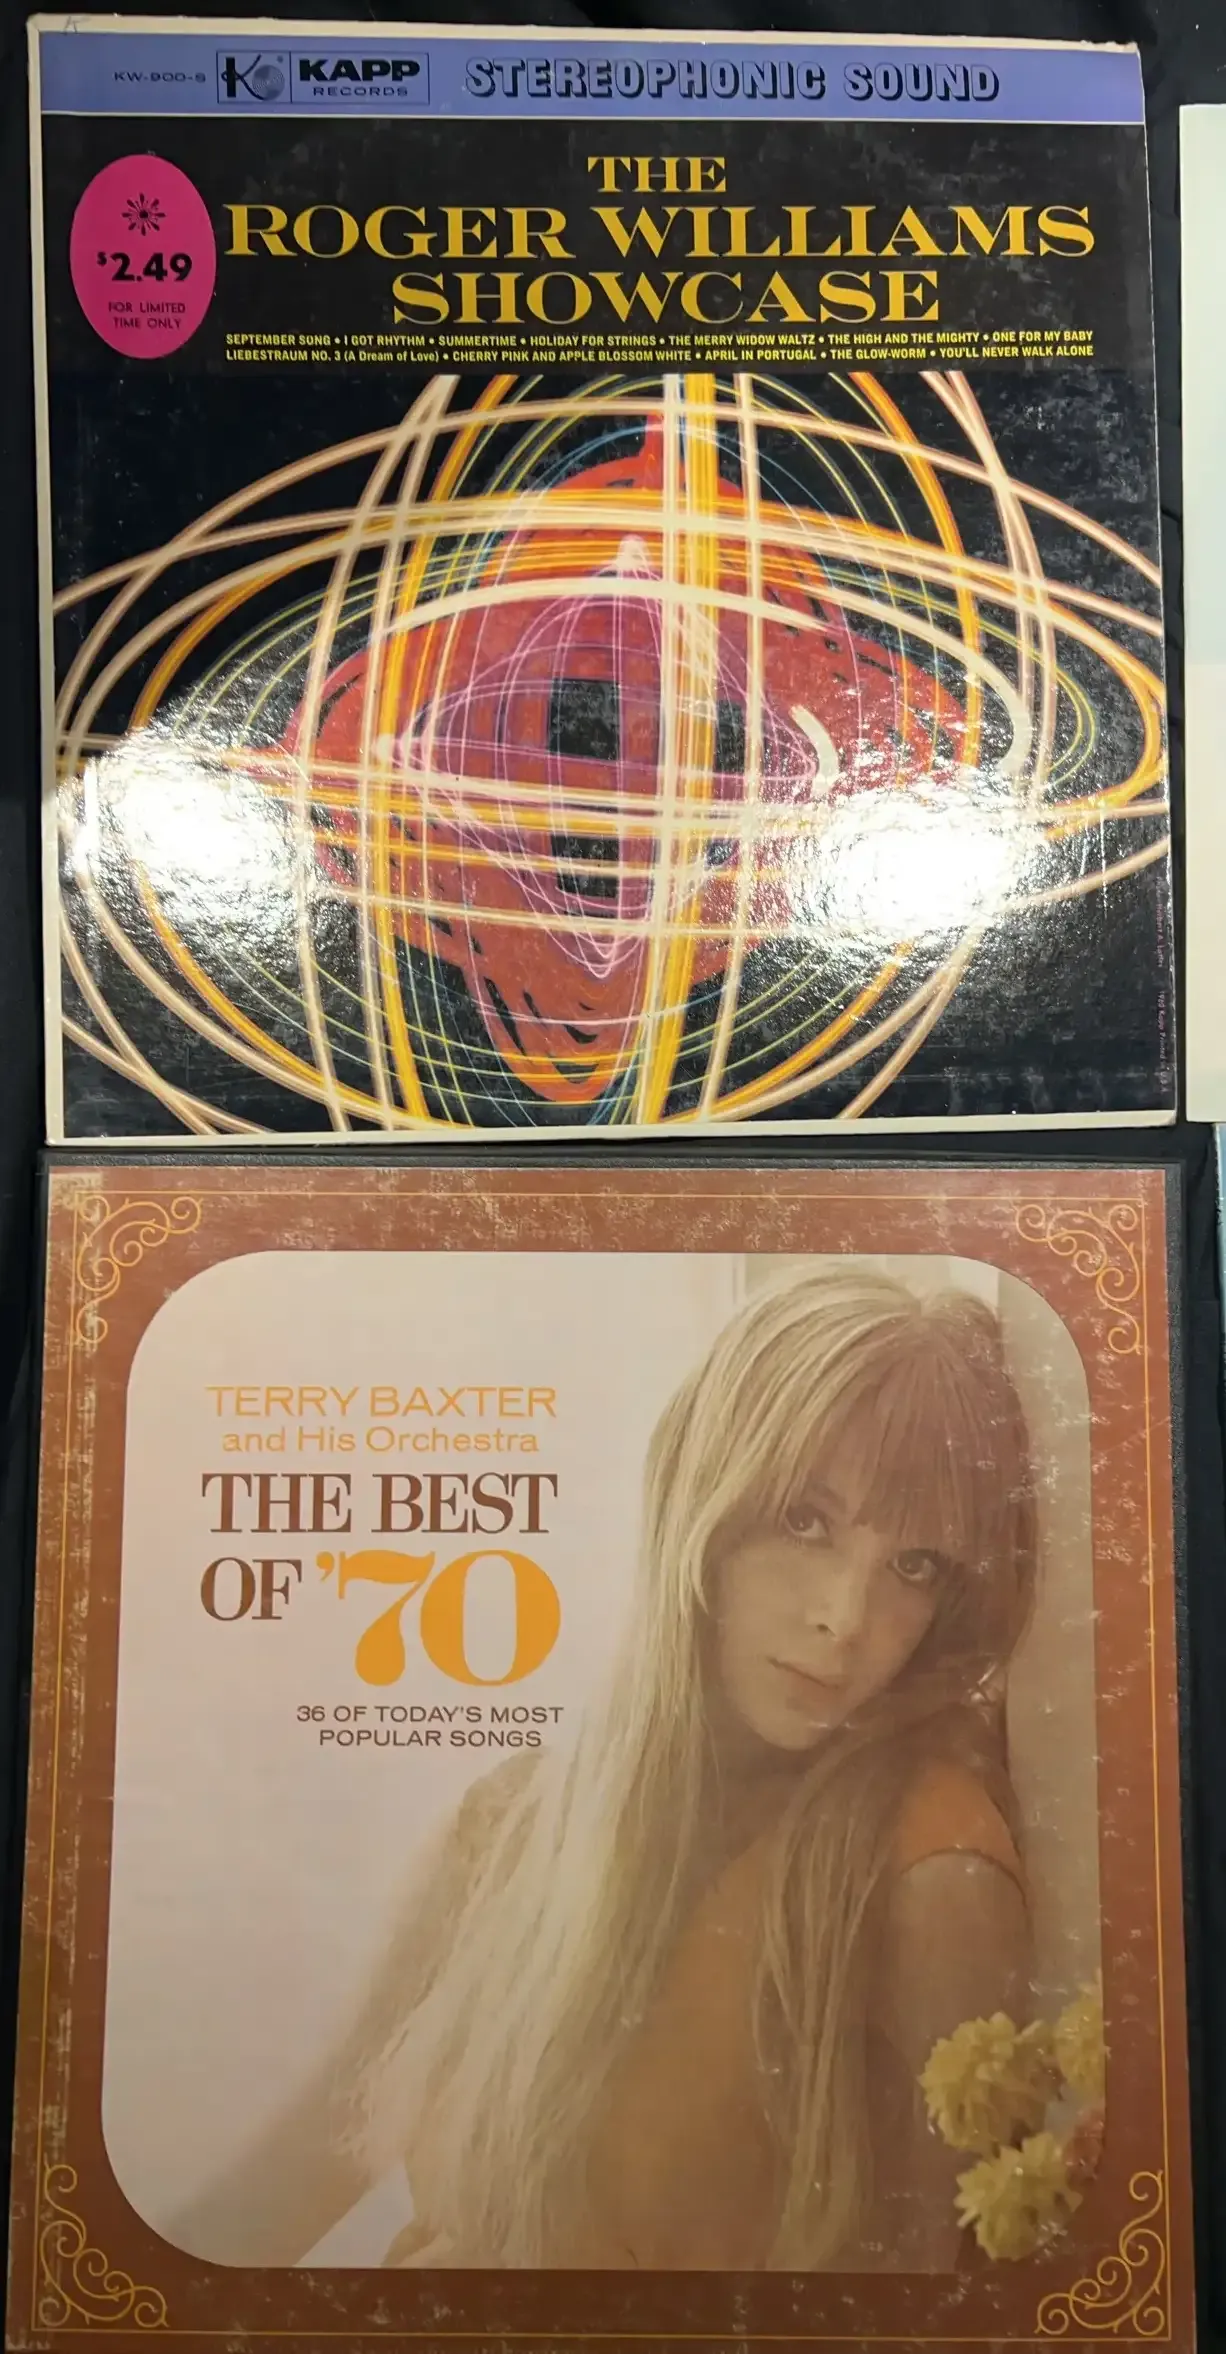 KW-900-S
K KAPP RECORDS
STEREOPHONIC SOUND
THE
ROGER WILLIAMS
SHOWCASE
$2.49
FOR LIMITED
TIME ONLY
SEPTEMBER SONG • I GOT RHYTHM • SUMMERTIME • HOLIDAY FOR STRINGS • THE MERRY WIDOW WALTZ • THE HIGH AND THE MIGHTY • ONE FOR MY BABY
LIEBESTRAUM NO. 3 (A Dream of Love) • CHERRY PINK AND APPLE BLOSSOM WHITE • APRIL IN PORTUGAL • THE GLOW-WORM • YOU'LL NEVER WALK ALONE
TERRY BAXTER
and His Orchestra
THE BEST
OF '70
36 OF TODAY'S MOST
POPULAR SONGS